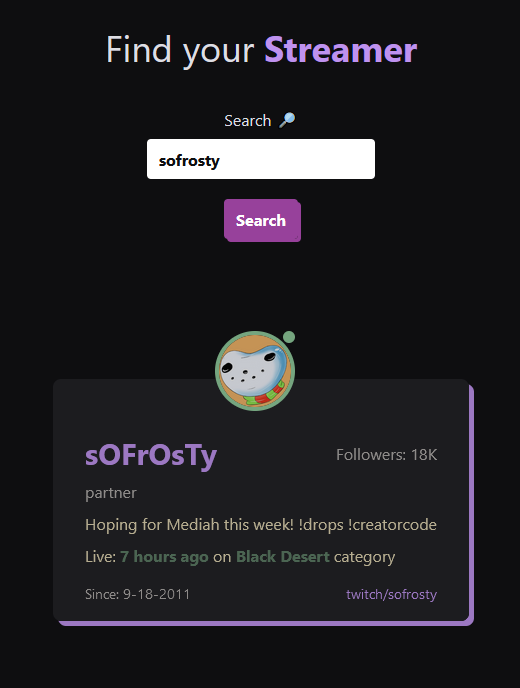 Find your Streamer
Search 🔎
sofrosty
Search
sOFrOsTy
Followers: 18K
partner
Hoping for Mediah this week! !drops !creatorcode
Live: 7 hours ago on Black Desert category
Since: 9-18-2011
twitch/sofrosty